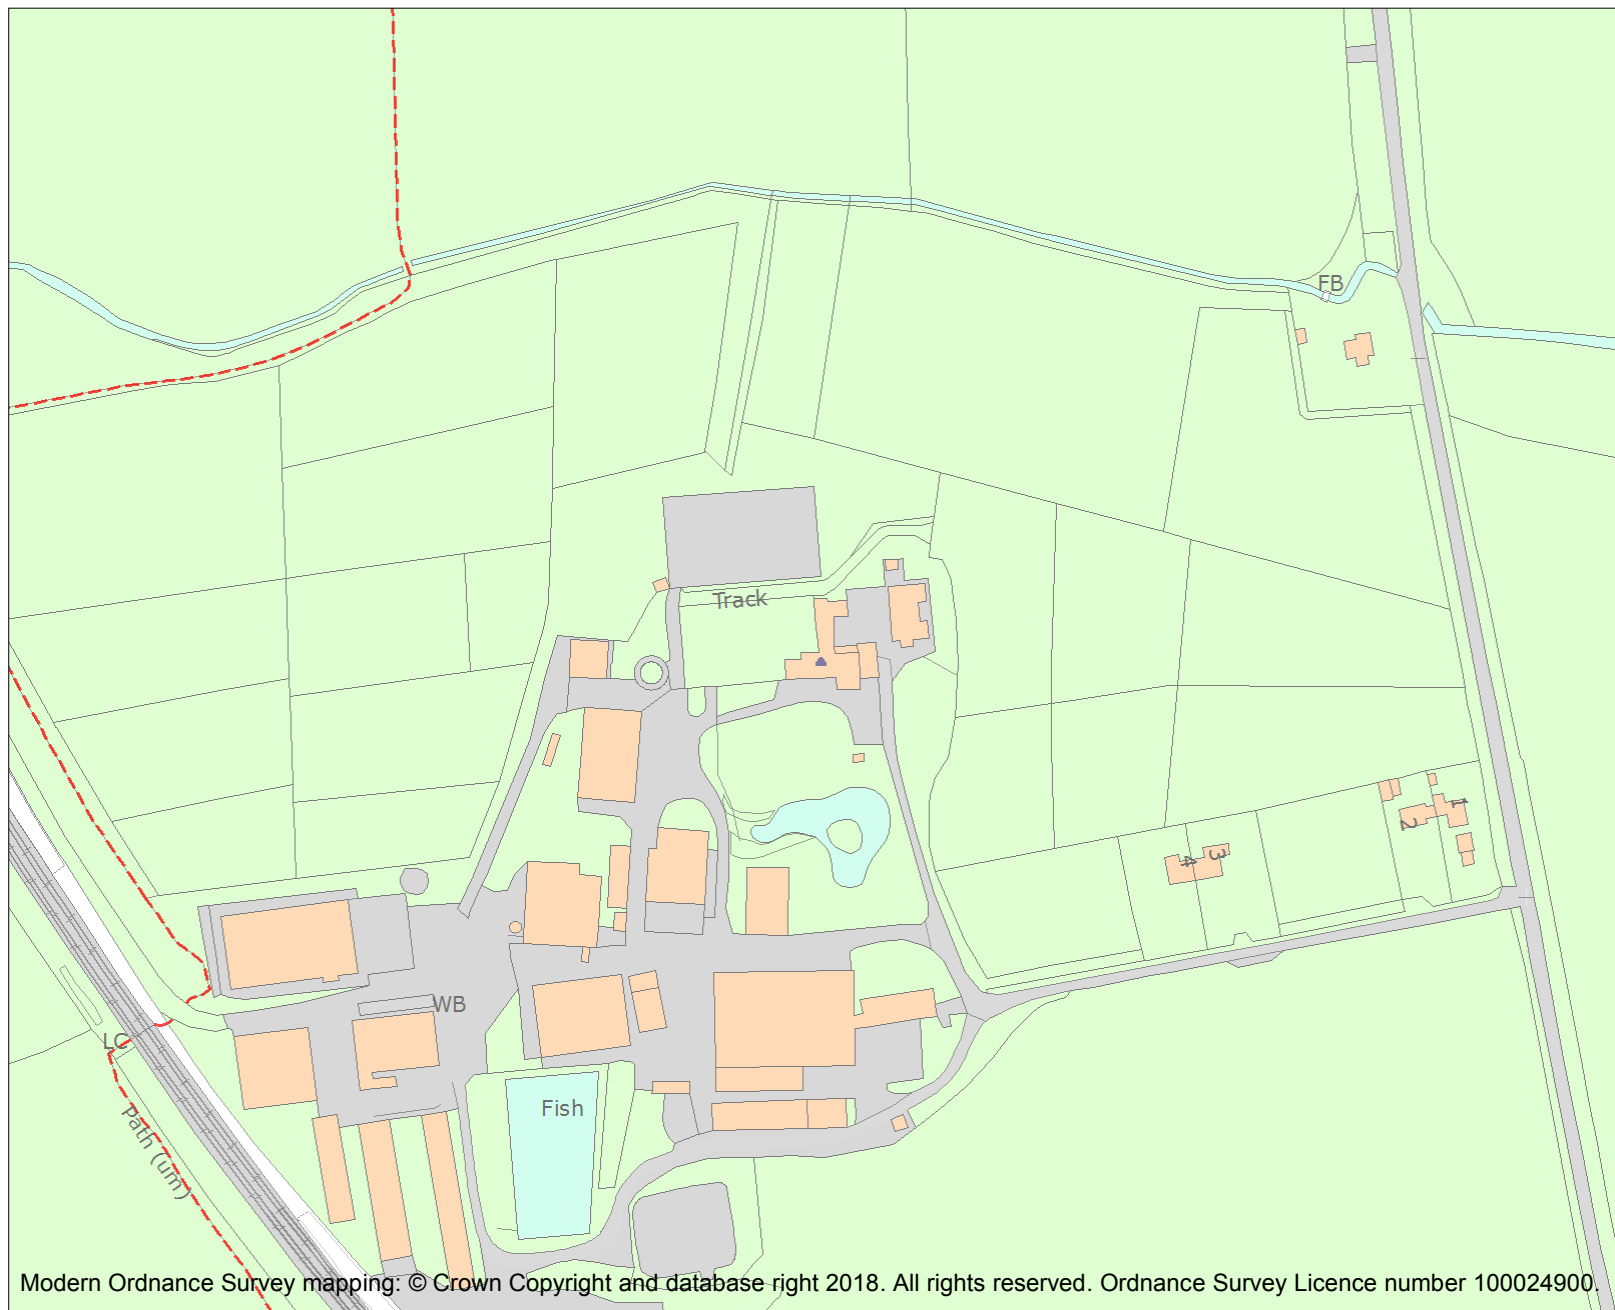 FB
Track
1
2
3
4
WB
LC
Fish
Path (um)
Modern Ordnance Survey mapping: © Crown Copyright and database right 2018. All rights reserved. Ordnance Survey Licence number 100024900.